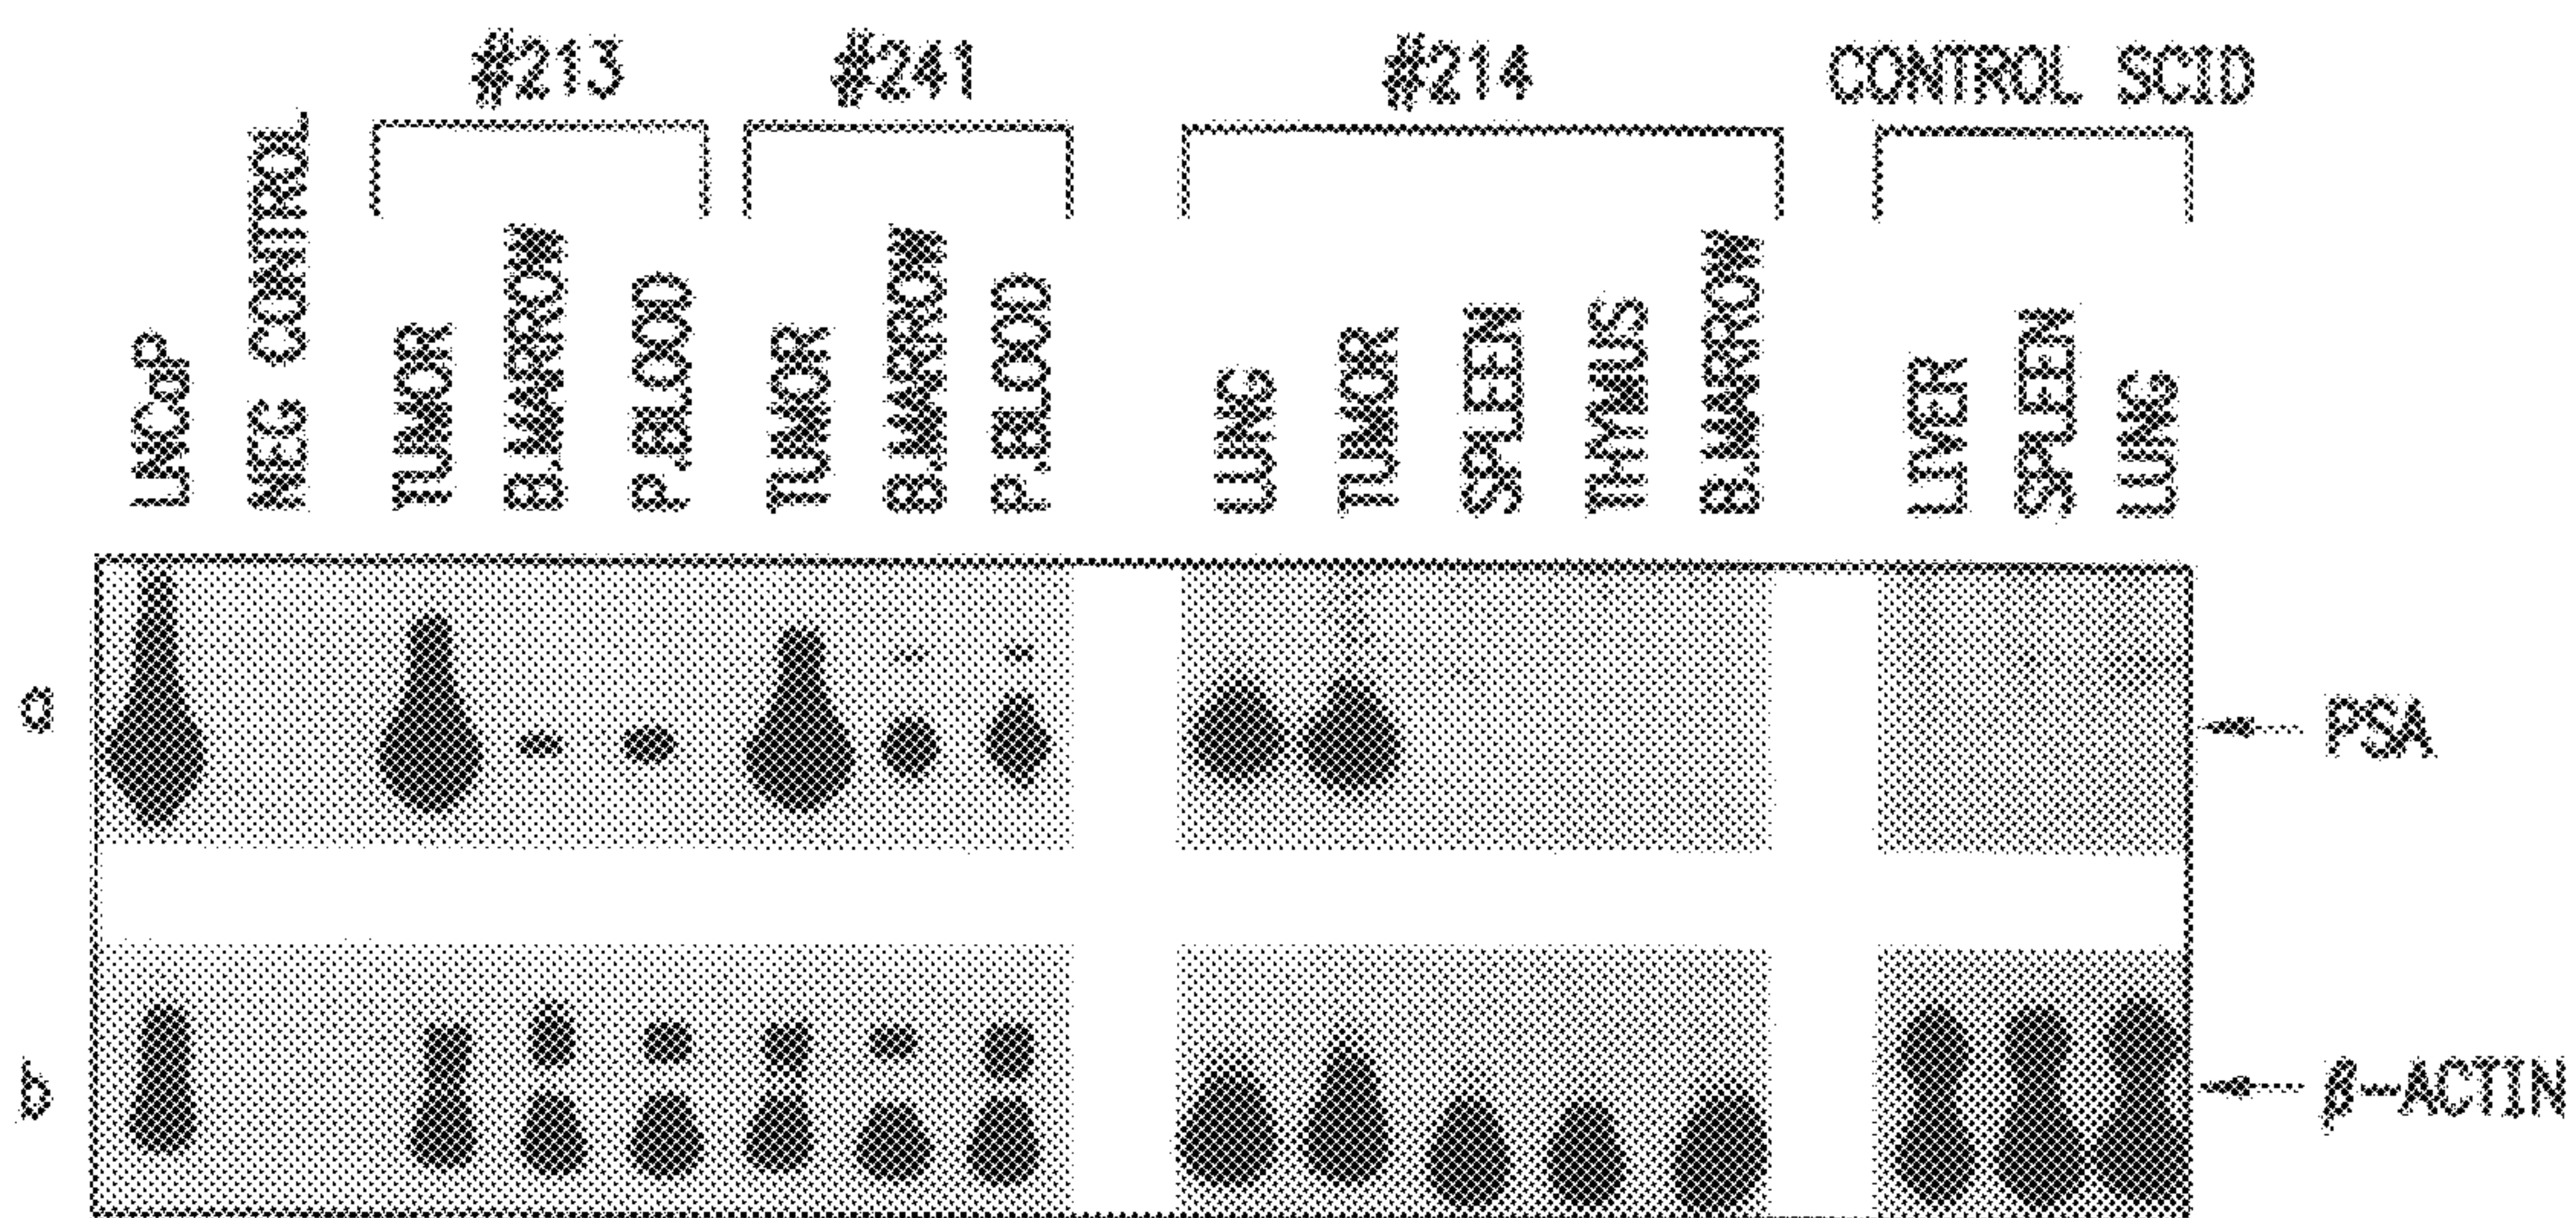 #213 #241 #214 CONTROL SCID
LNCaP
NEG CONTROL
TUMOR
B.MARROW
P.BLOOD
TUMOR
B.MARROW
P.BLOOD
LUNG
TUMOR
SPLEEN
THYMUS
B.MARROW
LIVER
SPLEEN
LUNG
a
PSA
b
β-ACTIN